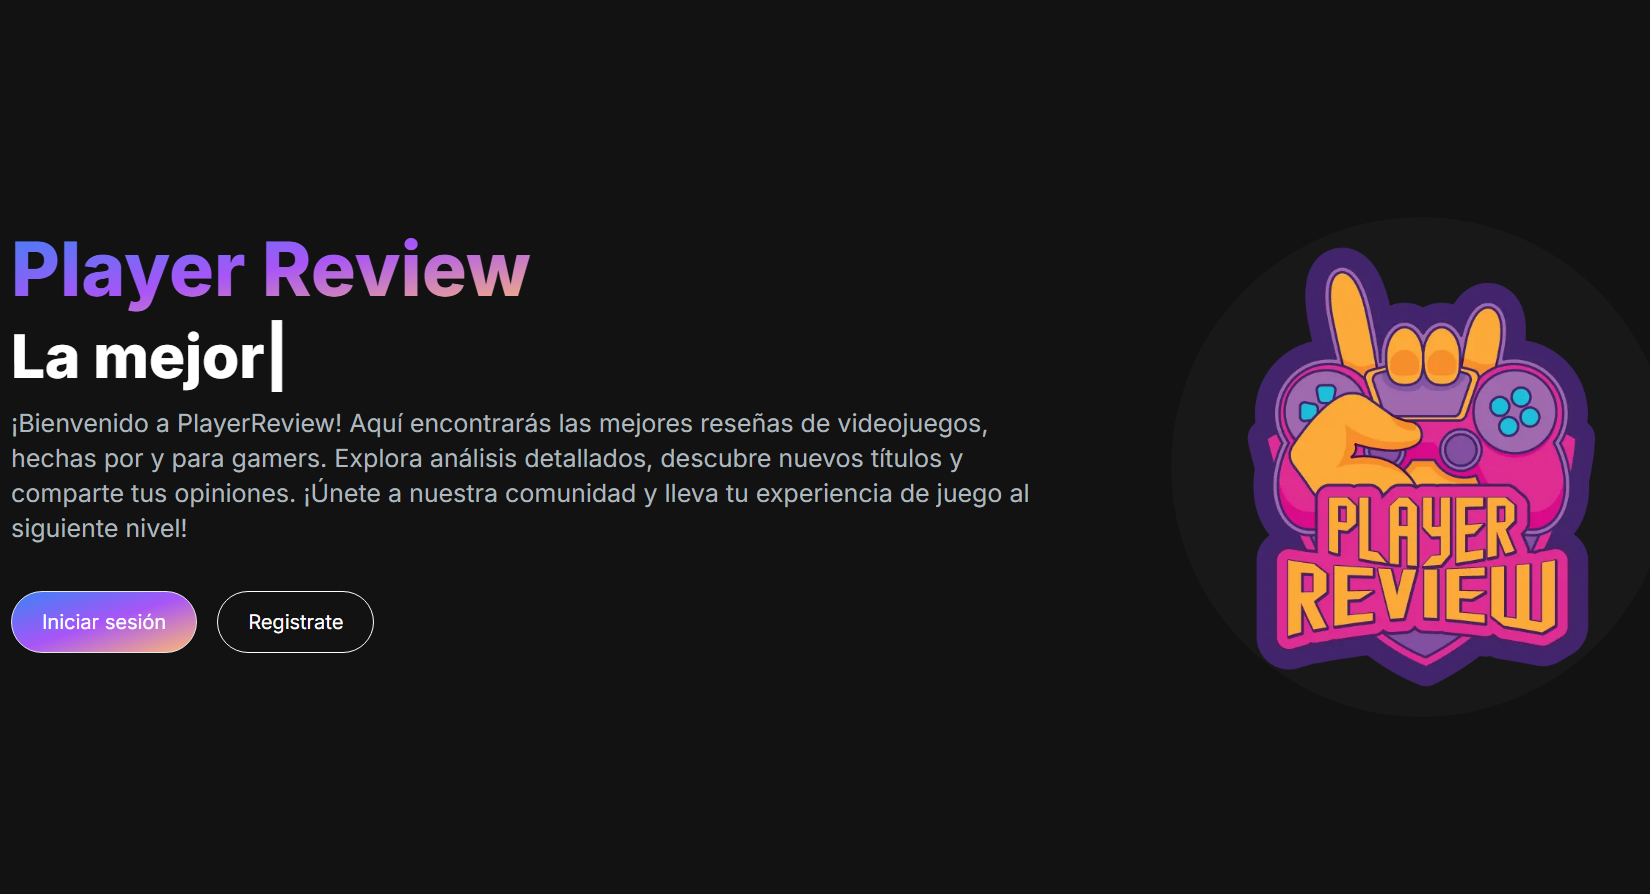 Player Review
La mejor
¡Bienvenido a PlayerReview! Aquí encontrarás las mejores reseñas de videojuegos,
hechas por y para gamers. Explora análisis detallados, descubre nuevos títulos y
comparte tus opiniones. ¡Únete a nuestra comunidad y lleva tu experiencia de juego al
siguiente nivel!
Iniciar sesión
Registrate
PLAYER
REVIEW